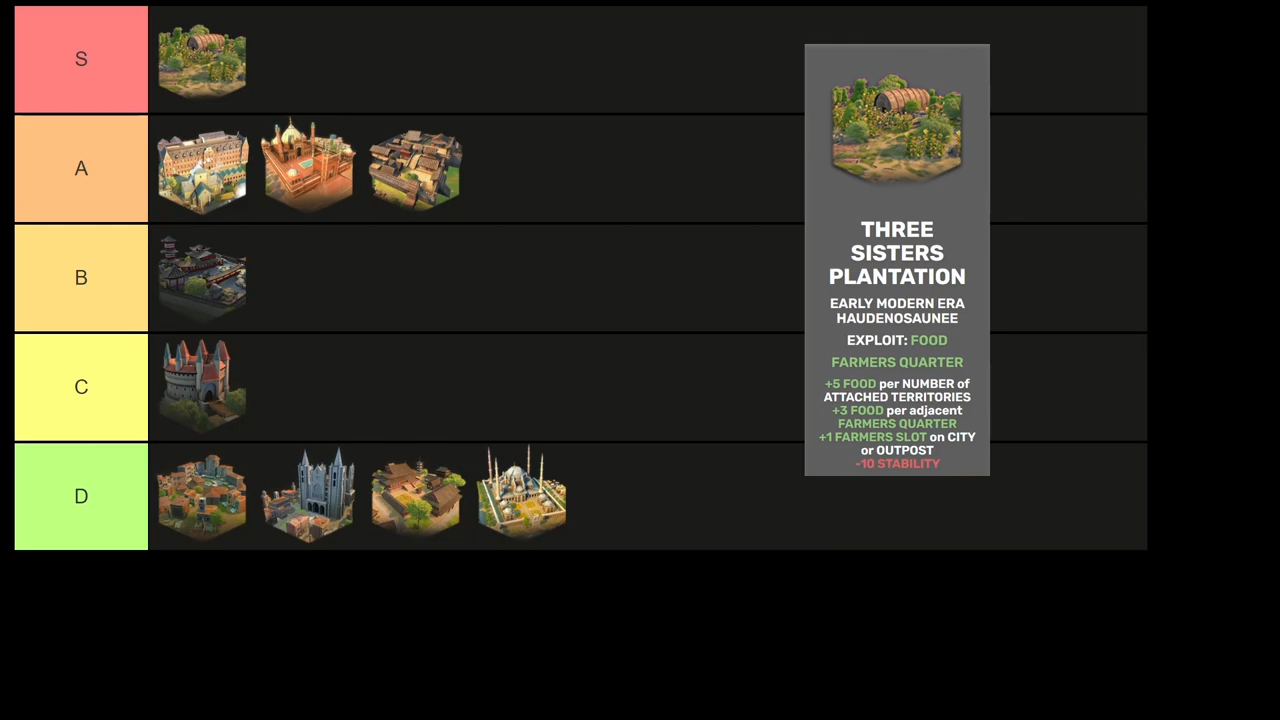 S
A
B
C
D
THREE
SISTERS
PLANTATION
EARLY MODERN ERA
HAUDENOSAUNEE
EXPLOIT: FOOD
FARMERS QUARTER
+5 FOOD per NUMBER of
ATTACHED TERRITORIES
+3 FOOD per adjacent
FARMERS QUARTER
+1 FARMERS SLOT on CITY
or OUTPOST
-10 STABILITY